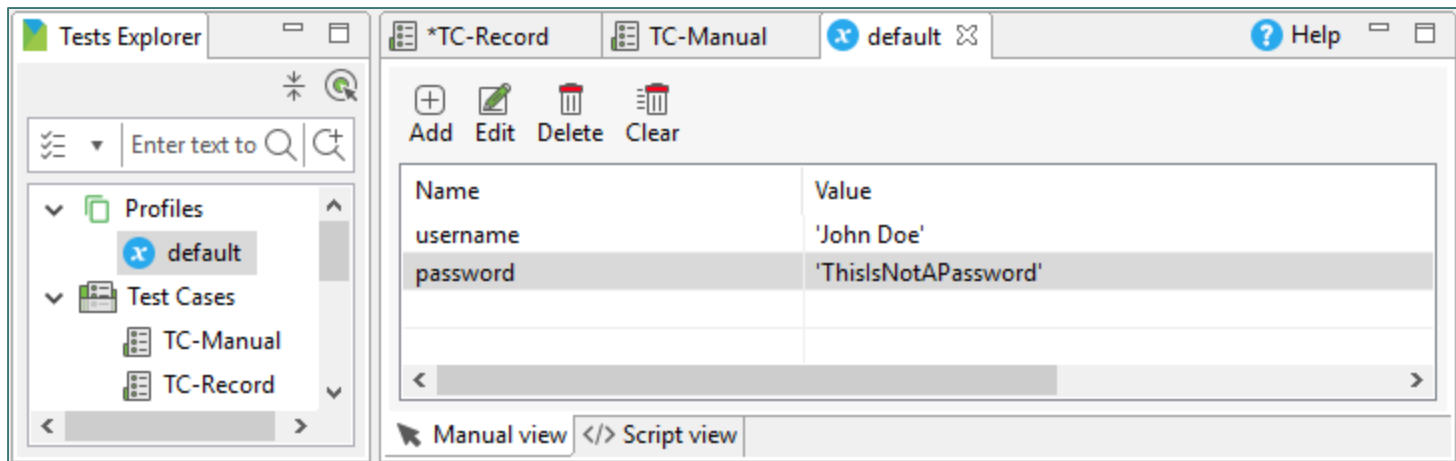 Tests Explorer
Enter text to
Profiles
default
Test Cases
TC-Manual
TC-Record
*TC-Record TC-Manual default Help
Add Edit Delete Clear
Name Value
username 'John Doe'
password 'ThisIsNotAPassword'
Manual view </> Script view